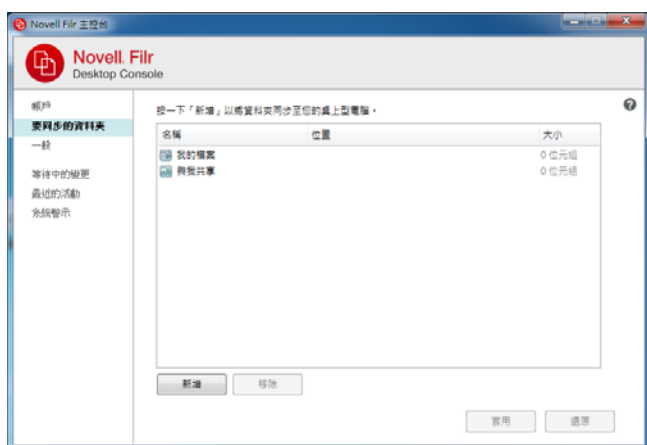 Novell Filr 主控台
Novell. Filr
Desktop Console
帳戶
要同步的資料夾
一般
等待中的變更
最近的活動
系統警示
按一下「新增」以將資料夾同步至您的桌上型電腦。
名稱 位置 大小
我的檔案 0 位元組
與我共享 0 位元組
新增 移除
套用 還原